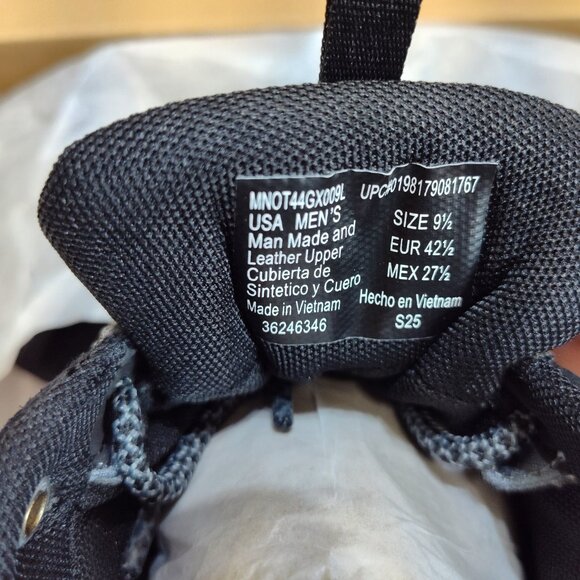 MNOT44GX009L
USA MEN'S
Man Made and
Leather Upper
Cubierta de
Sintetico y Cuero
Made in Vietnam
36246346
0198179081767
SIZE 9½
EUR 42½
MEX 27½
Hecho en Vietnam
S25